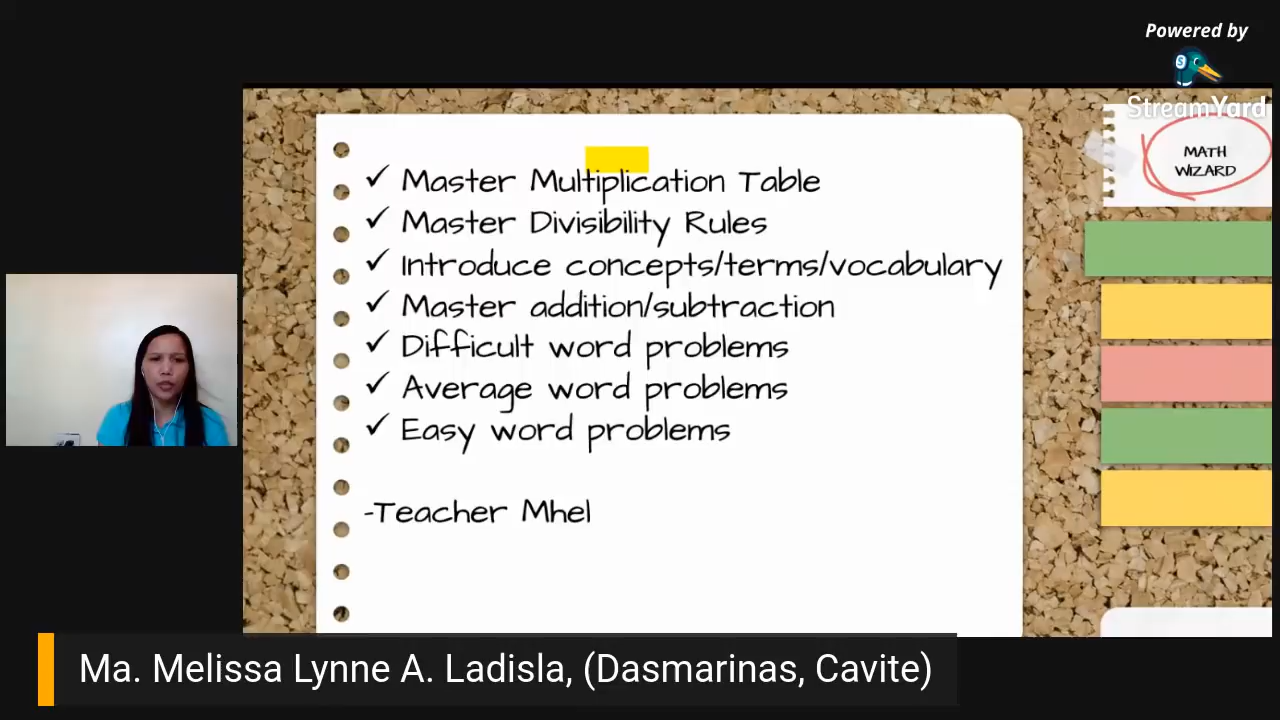 Powered by
StreamYard
MATH
WIZARD
✓ Master Multiplication Table
✓ Master Divisibility Rules
✓ Introduce concepts/terms/vocabulary
✓ Master addition/subtraction
✓ Difficult word problems
✓ Average word problems
✓ Easy word problems
-Teacher Mhel
Ma. Melissa Lynne A. Ladisla, (Dasmarinas, Cavite)